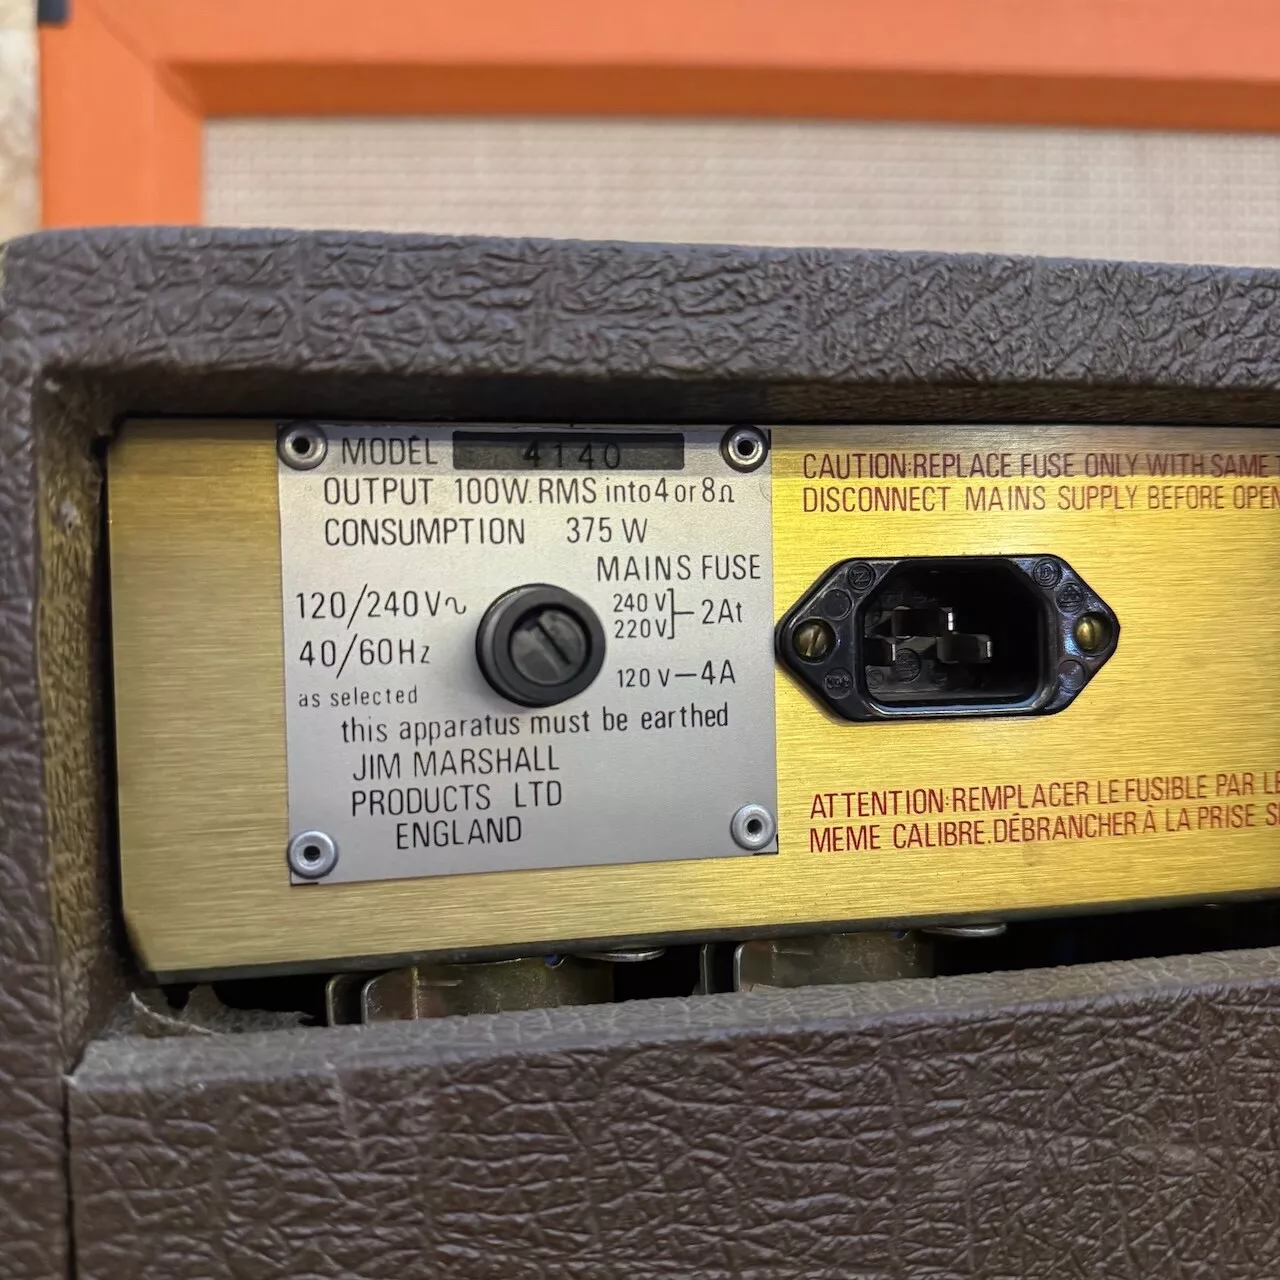 MODEL 4140
OUTPUT 100W. RMS into 4 or 8Ω
CONSUMPTION 375 W
MAINS FUSE
120/240V∿
240 V
220V
2At
40/60Hz
120 V—4A
as selected
this apparatus must be earthed
JIM MARSHALL
PRODUCTS LTD
ENGLAND
CAUTION:REPLACE FUSE ONLY WITH SAME
DISCONNECT MAINS SUPPLY BEFORE OPEN
ATTENTION:REMPLACER LE FUSIBLE PAR LE
MEME CALIBRE.DÉBRANCHER À LA PRISE